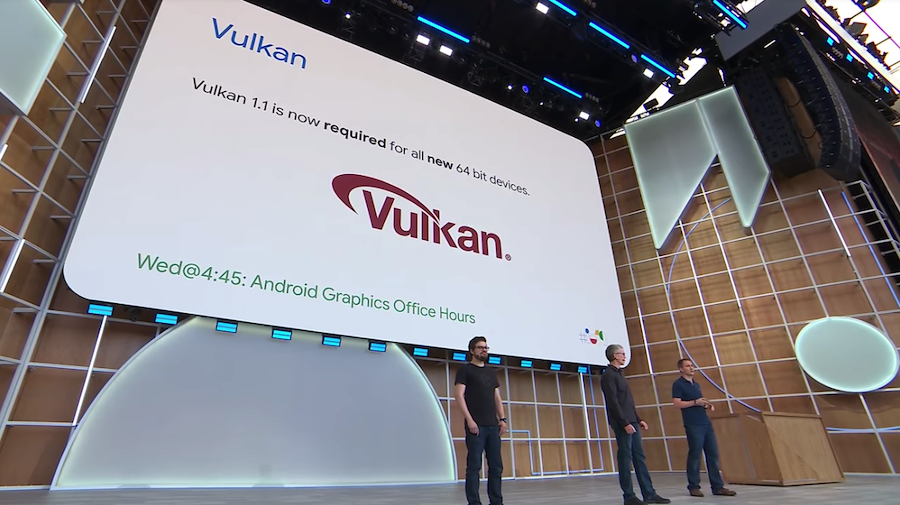 Vulkan
Vulkan 1.1 is now required for all new 64 bit devices.
Vulkan®
Wed@4:45: Android Graphics Office Hours